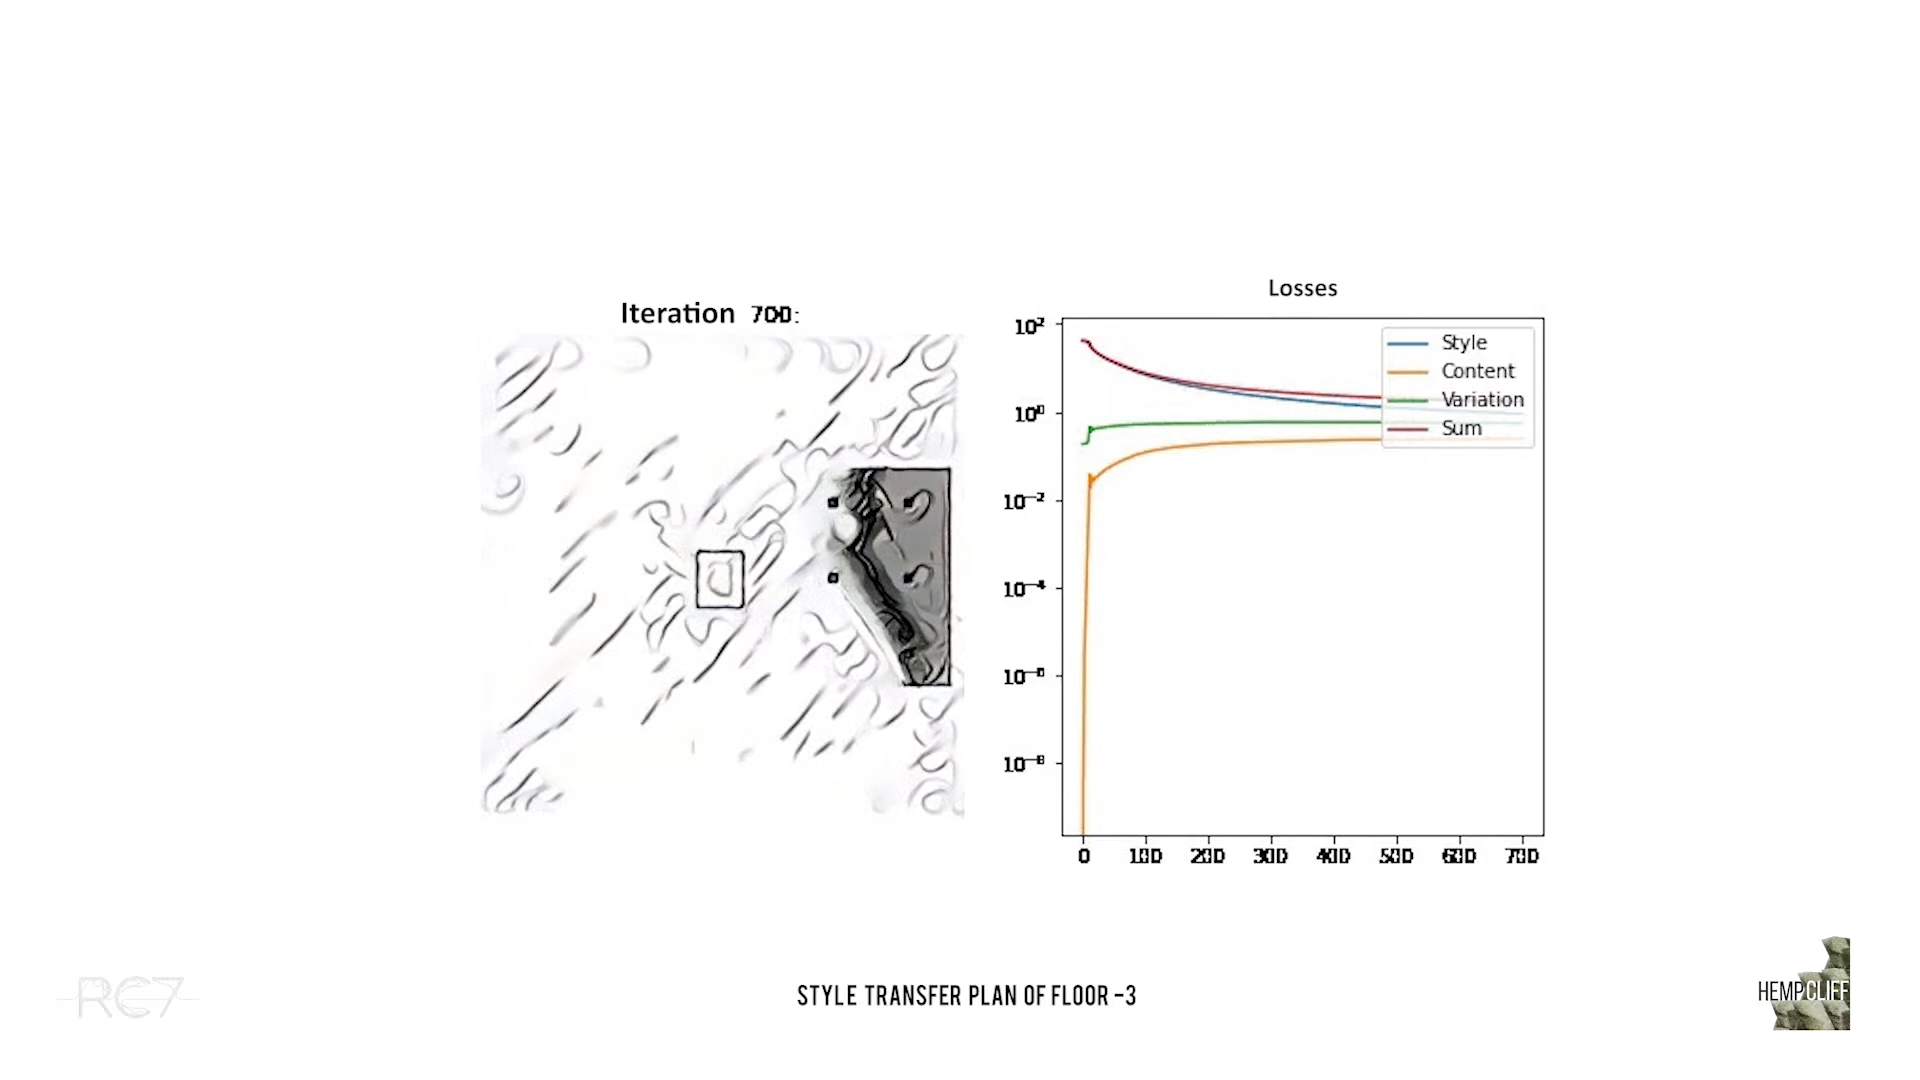 Iteration 700:
Losses
10²
10⁰
10⁻²
10⁻⁴
10⁻⁶
10⁻⁸
Style
Content
Variation
Sum
0 100 200 300 400 500 600 700
RC7
STYLE TRANSFER PLAN OF FLOOR -3
HEMPCLIFF